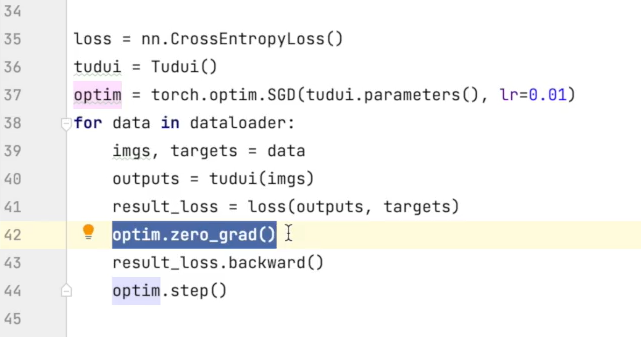 34
35 loss = nn.CrossEntropyLoss()
36 tudui = Tudui()
37 optim = torch.optim.SGD(tudui.parameters(), lr=0.01)
38 for data in dataloader:
39     imgs, targets = data
40     outputs = tudui(imgs)
41     result_loss = loss(outputs, targets)
42     optim.zero_grad()
43     result_loss.backward()
44     optim.step()
45